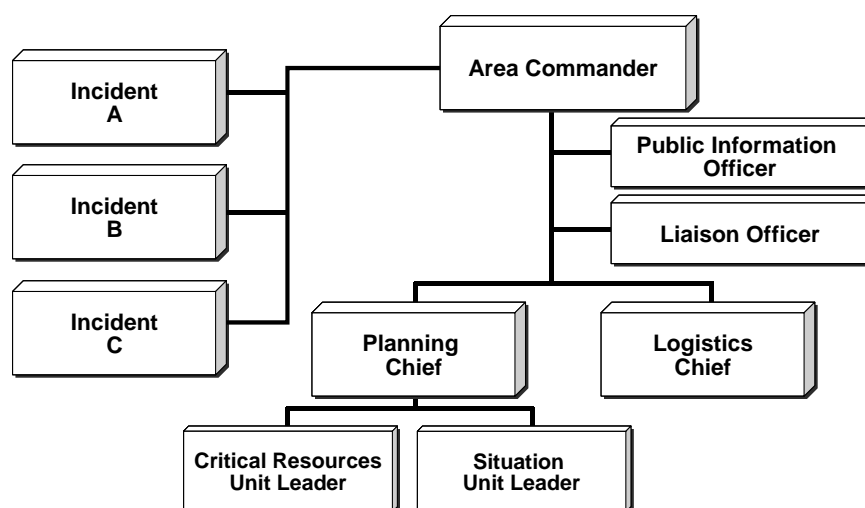 Area Commander
Incident
A
Public Information
Officer
Incident
B
Liaison Officer
Incident
C
Planning
Chief
Logistics
Chief
Critical Resources
Unit Leader
Situation
Unit Leader